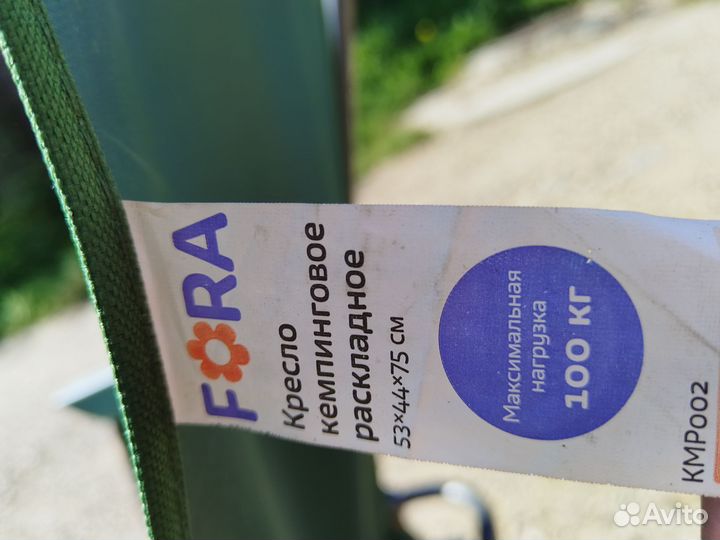 FORA
Кресло
кемпинговое
раскладное
53×44×75 см
Максимальная
нагрузка
100 кг
KMP002
Avito